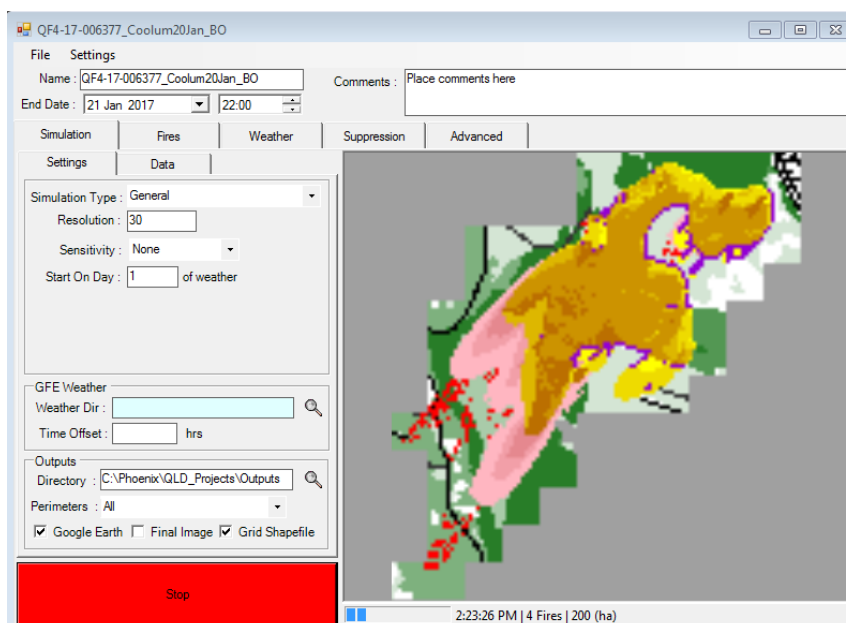 QF4-17-006377_Coolum20Jan_BO
File Settings
Name : QF4-17-006377_Coolum20Jan_BO Comments : Place comments here
End Date : 21 Jan 2017 22:00
Simulation Fires Weather Suppression Advanced
Settings Data
Simulation Type : General
Resolution : 30
Sensitivity : None
Start On Day : 1 of weather
GFE Weather
Weather Dir :
Time Offset : hrs
Outputs
Directory : C:\Phoenix\QLD_Projects\Outputs
Perimeters : All
Google Earth Final Image Grid Shapefile
Stop
2:23:26 PM | 4 Fires | 200 (ha)